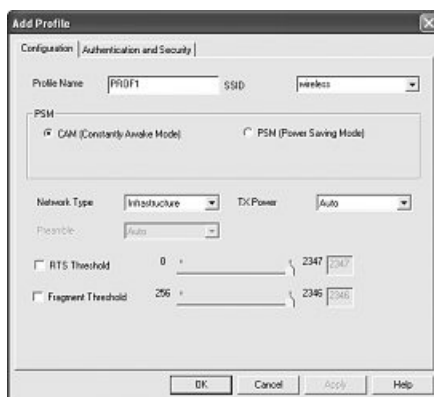 Add Profile
Configuration Authentication and Security
Profile Name PROF1 SSID wireless
PSM
CAM (Constantly Awake Mode) PSM (Power Saving Mode)
Network Type Infrastructure TX Power Auto
Preamble Auto
RTS Threshold 0 2347 2347
Fragment Threshold 256 2346 2346
OK Cancel Apply Help